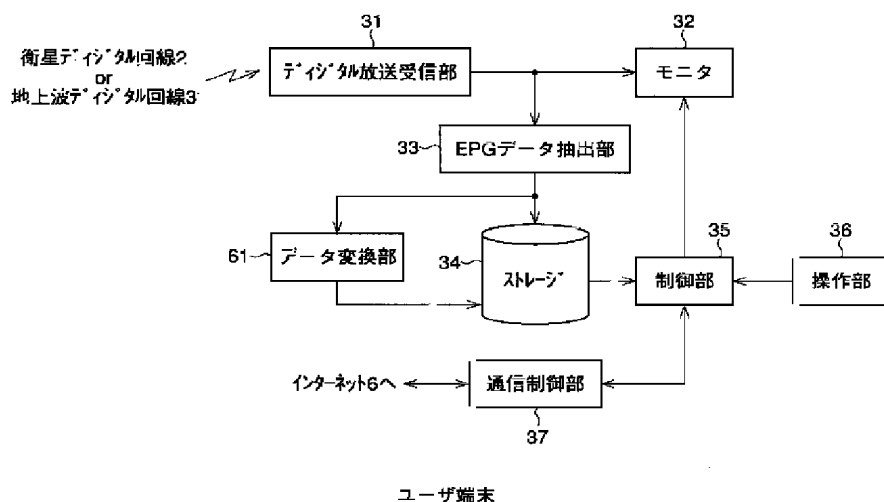 31
32
衛星ディジタル回線2
or
地上波ディジタル回線3
ディジタル放送受信部
モニタ
33
EPGデータ抽出部
61
データ変換部
34
ストレージ
35
制御部
36
操作部
インターネット6へ
通信制御部
37
ユーザ端末